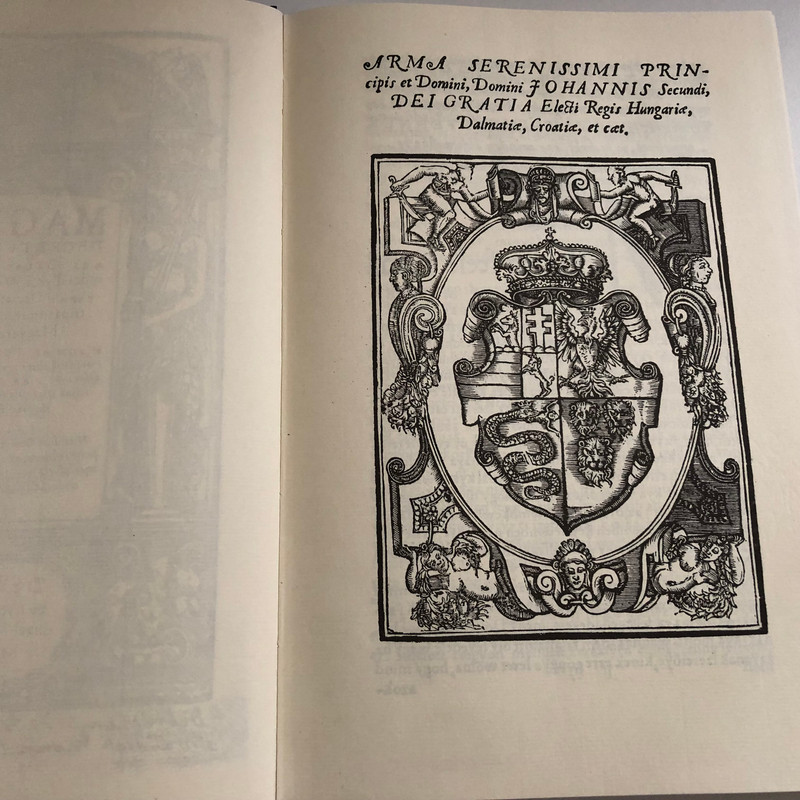 ARMA SERENISSIMI PRIN-
cipis et Domini, Domini JOHANNIS Secundi,
DEI GRATIA Electi Regis Hungariæ,
Dalmatiæ, Croatiæ, et cæt.